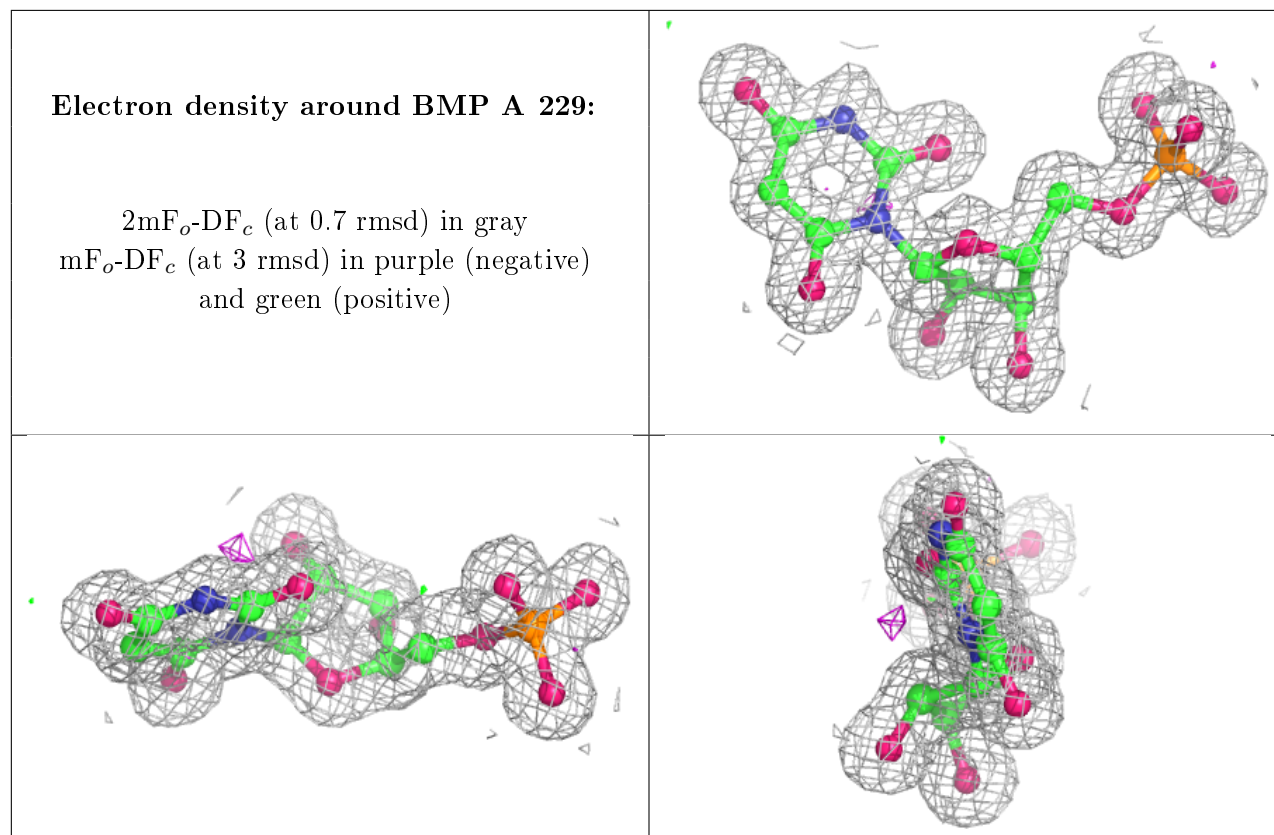 Electron density around BMP A 229:
2mFₒ-DF𝒸 (at 0.7 rmsd) in gray
mFₒ-DF𝒸 (at 3 rmsd) in purple (negative)
and green (positive)